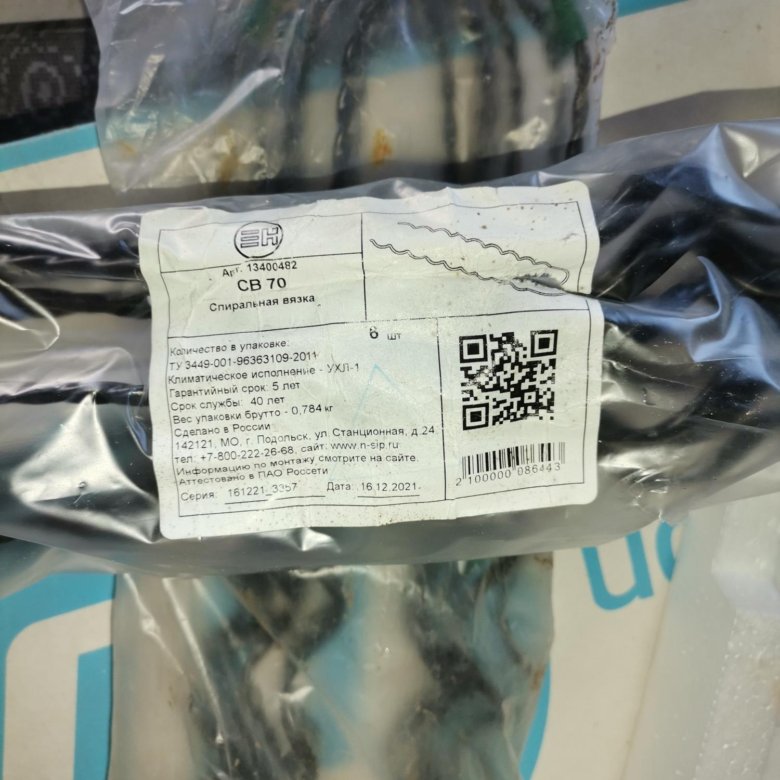 ЕН
Арт. 13400482
СВ 70
Спиральная вязка
Количество в упаковке: 6 шт
ТУ 3449-001-96363109-2011
Климатическое исполнение - УХЛ-1
Гарантийный срок: 5 лет
Срок службы: 40 лет
Вес упаковки брутто - 0,784 кг
Сделано в России
142121, МО, г. Подольск, ул. Станционная, д.24.
тел: +7-800-222-26-68, сайт: www.n-sip.ru
Информацию по монтажу смотрите на сайте.
Аттестовано в ПАО Россети
Серия: 161221_3357 Дата: 16.12.2021.
2 100000 086443